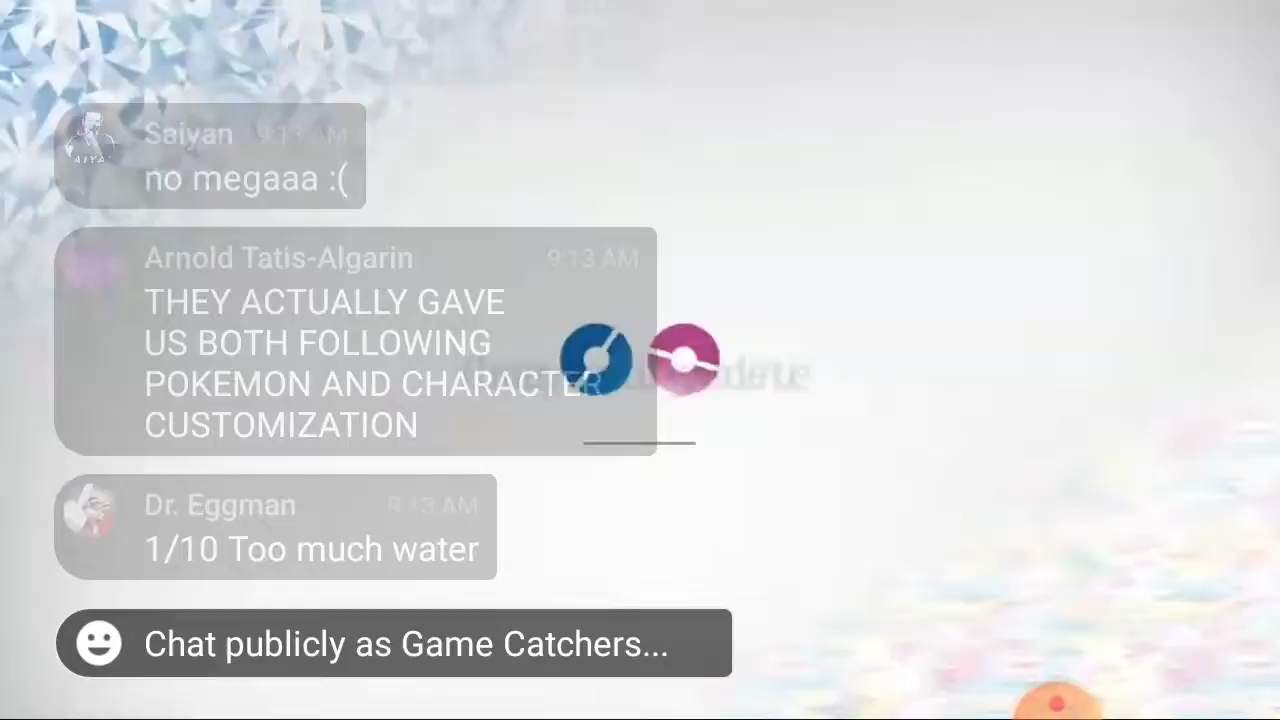 Saiyan 9:13 AM
no megaaa :(
Arnold Tatis-Algarin 9:13 AM
THEY ACTUALLY GAVE
US BOTH FOLLOWING
POKEMON AND CHARACTER
CUSTOMIZATION
Dr. Eggman 9:13 AM
1/10 Too much water
Chat publicly as Game Catchers...